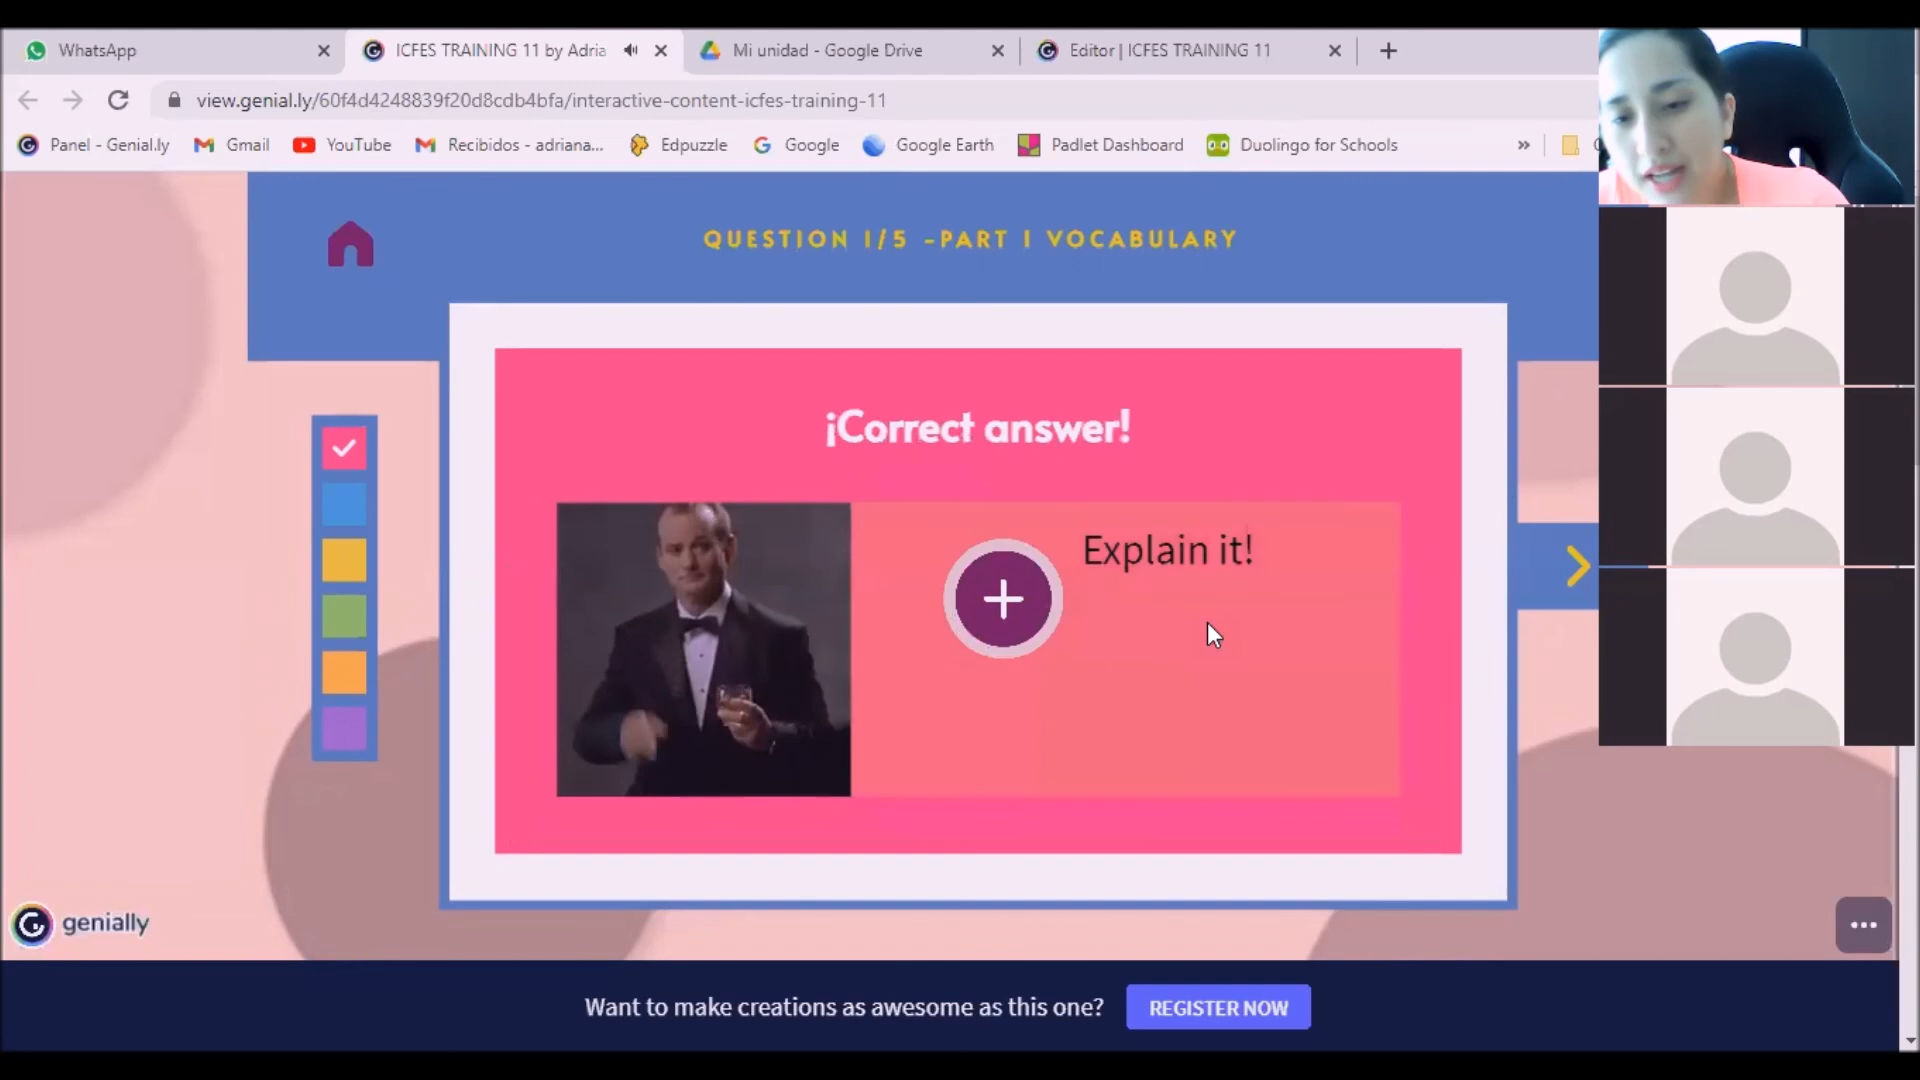 WhatsApp
ICFES TRAINING 11 by Adria
Mi unidad - Google Drive
Editor | ICFES TRAINING 11
view.genial.ly/60f4d4248839f20d8cdb4bfa/interactive-content-icfes-training-11
Panel - Genial.ly
Gmail
YouTube
Recibidos - adriana...
Edpuzzle
Google
Google Earth
Padlet Dashboard
Duolingo for Schools
QUESTION 1/5 -PART 1 VOCABULARY
¡Correct answer!
Explain it!
genially
Want to make creations as awesome as this one?
REGISTER NOW